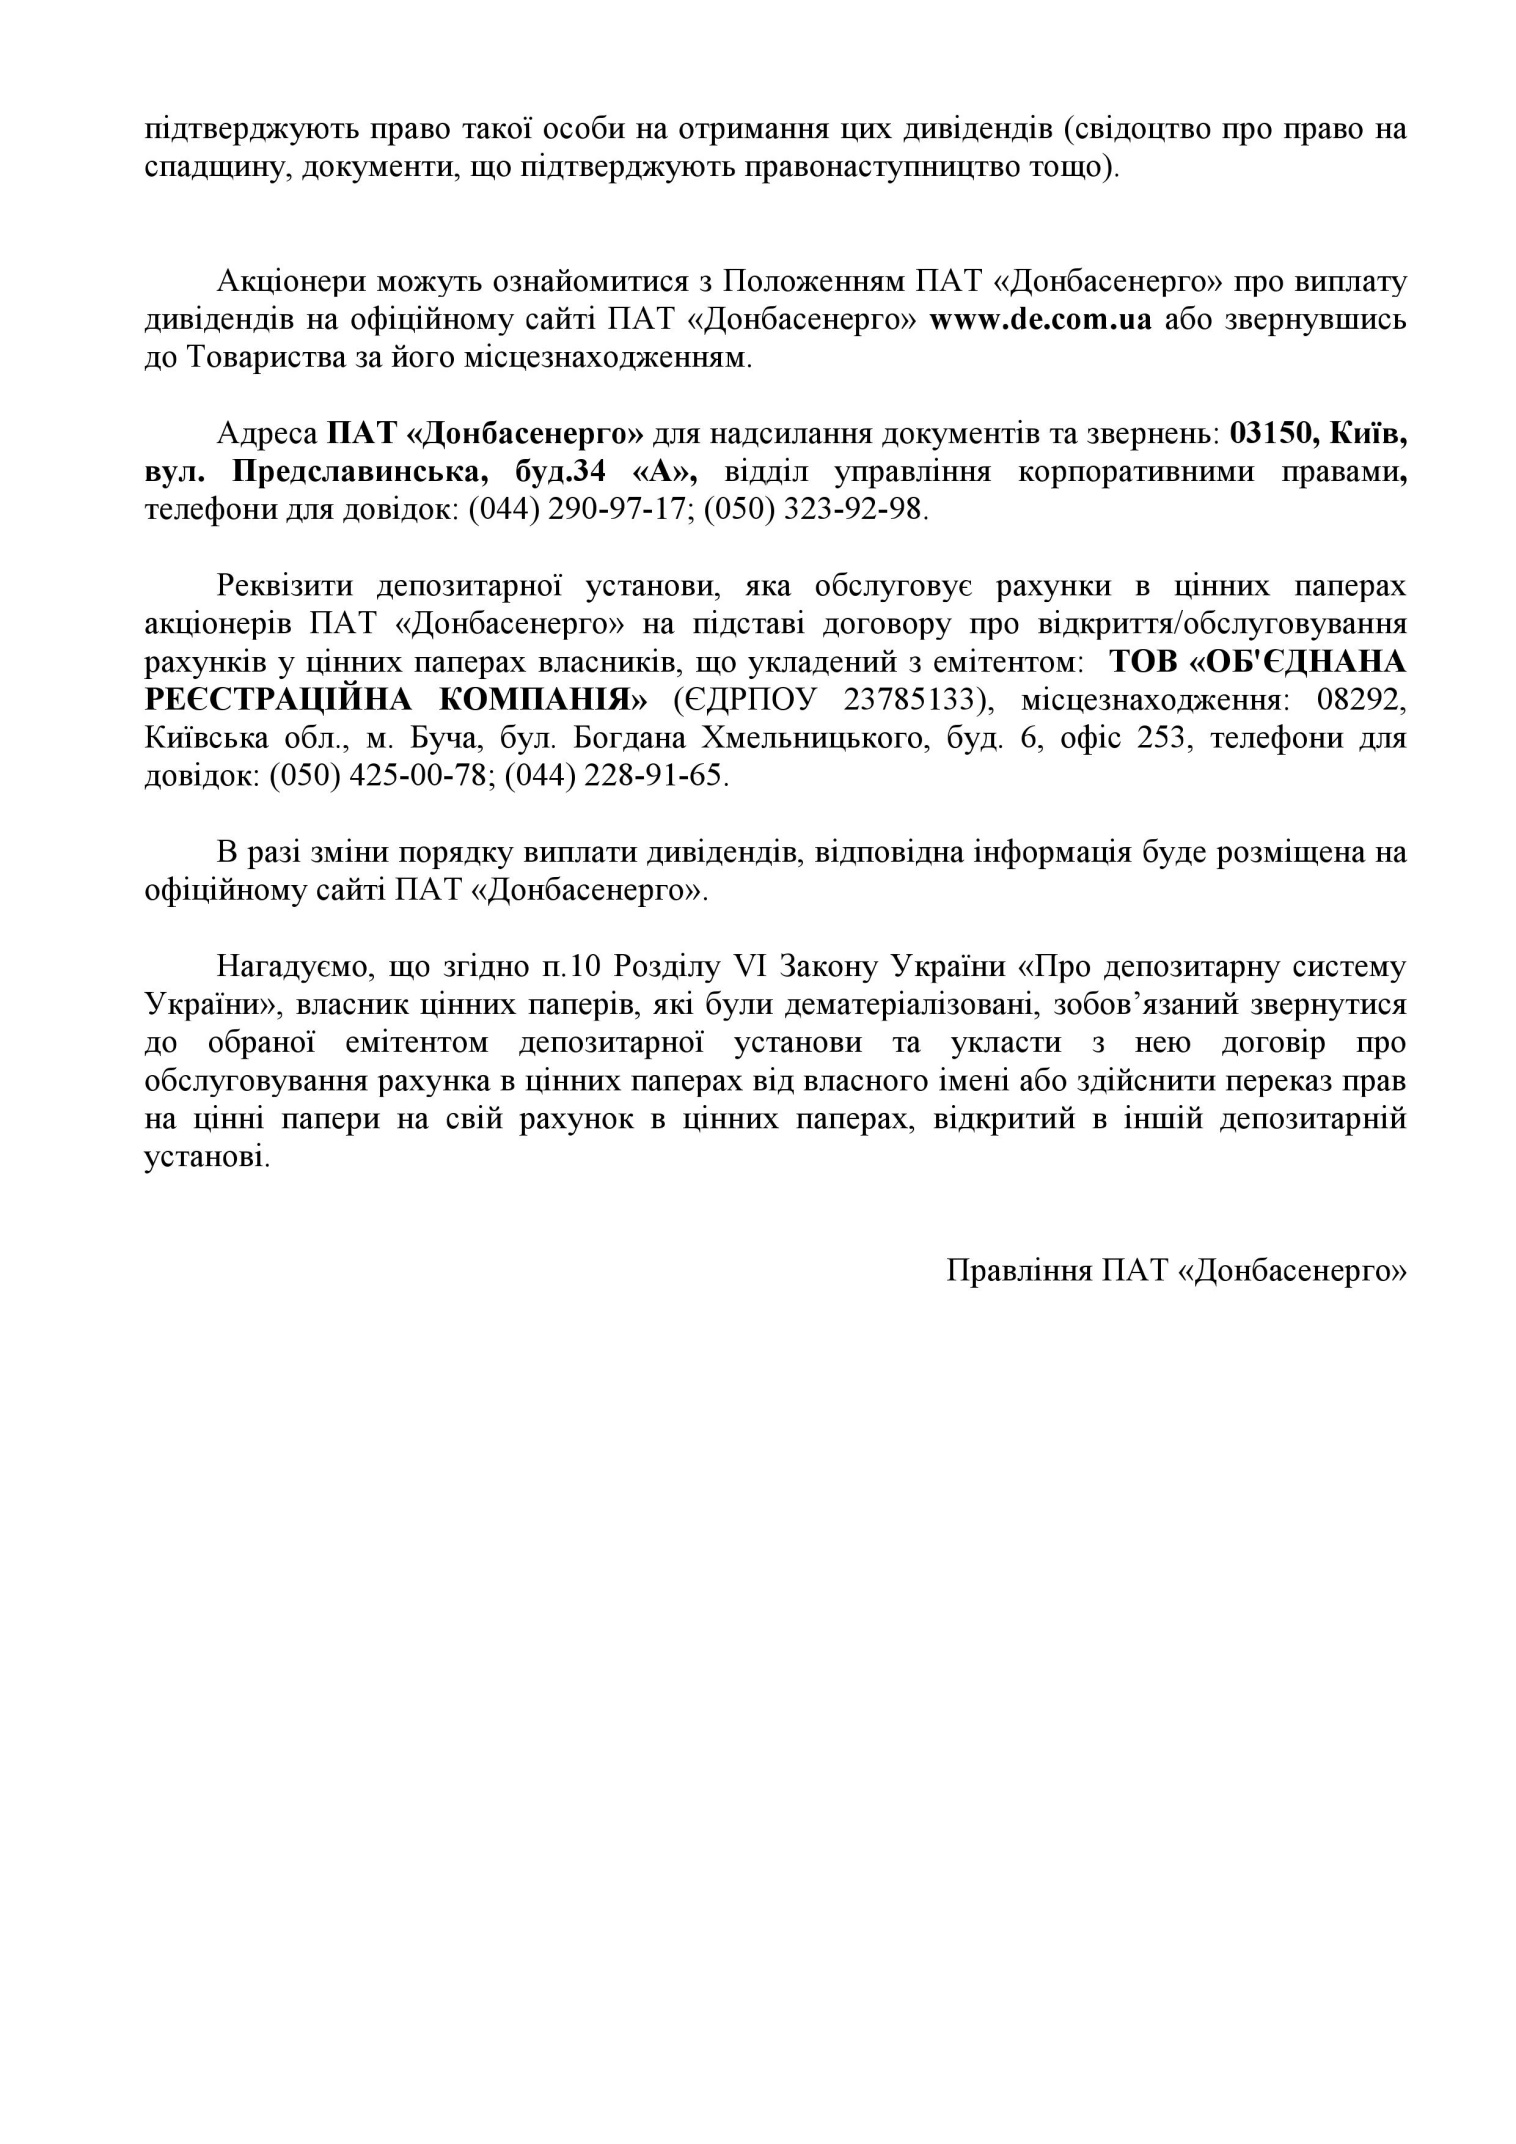 підтверджують право такої особи на отримання цих дивідендів (свідоцтво про право на
спадщину, документи, що підтверджують правонаступництво тощо).
Акціонери можуть ознайомитися з Положенням ПАТ «Донбасенерго» про виплату
дивідендів на офіційному сайті ПАТ «Донбасенерго» www.de.com.ua або звернувшись
до Товариства за його місцезнаходженням.
Адреса ПАТ «Донбасенерго» для надсилання документів та звернень: 03150, Київ,
вул. Предславинська, буд.34 «А», відділ управління корпоративними правами,
телефони для довідок: (044) 290-97-17; (050) 323-92-98.
Реквізити депозитарної установи, яка обслуговує рахунки в цінних паперах
акціонерів ПАТ «Донбасенерго» на підставі договору про відкриття/обслуговування
рахунків у цінних паперах власників, що укладений з емітентом: ТОВ «ОБ'ЄДНАНА
РЕЄСТРАЦІЙНА КОМПАНІЯ» (ЄДРПОУ 23785133), місцезнаходження: 08292,
Київська обл., м. Буча, бул. Богдана Хмельницького, буд. 6, офіс 253, телефони для
довідок: (050) 425-00-78; (044) 228-91-65.
В разі зміни порядку виплати дивідендів, відповідна інформація буде розміщена на
офіційному сайті ПАТ «Донбасенерго».
Нагадуємо, що згідно п.10 Розділу VI Закону України «Про депозитарну систему
України», власник цінних паперів, які були дематеріалізовані, зобов’язаний звернутися
до обраної емітентом депозитарної установи та укласти з нею договір про
обслуговування рахунка в цінних паперах від власного імені або здійснити переказ прав
на цінні папери на свій рахунок в цінних паперах, відкритий в іншій депозитарній
установі.
Правління ПАТ «Донбасенерго»